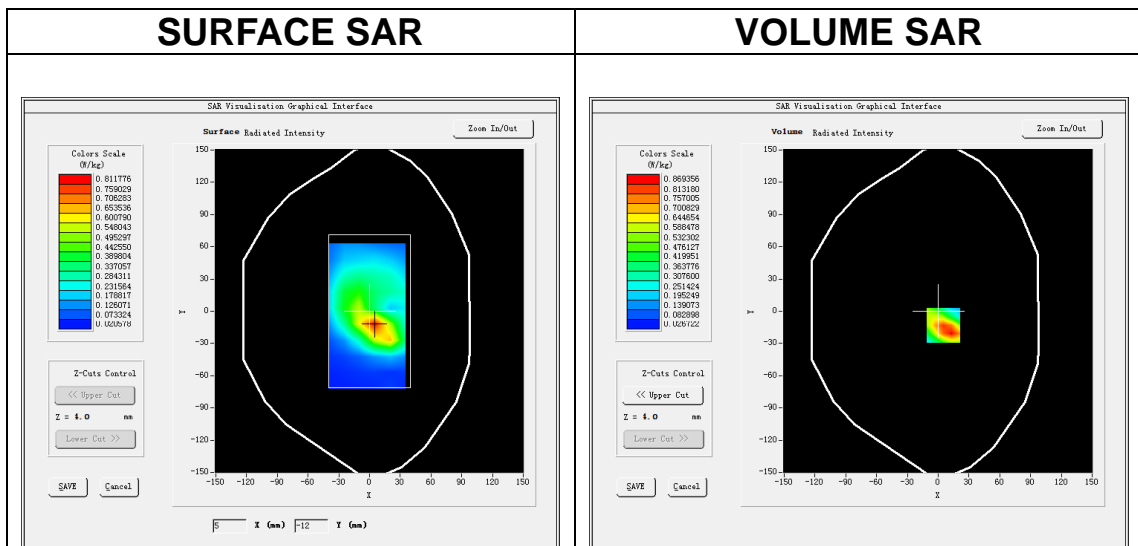 SURFACE SAR
VOLUME SAR
SAR Visualisation Graphical Interface
Surface Radiated Intensity
Zoom In/Out
Colors Scale
(W/kg)
0.811776
0.759029
0.706283
0.653536
0.600790
0.548043
0.495297
0.442550
0.389804
0.337057
0.284311
0.231564
0.178817
0.126071
0.073324
0.020578
150
120
90
60
30
0
-30
-60
-90
-120
-150
Y
-150 -120 -90 -60 -30 0 30 60 90 120 150
X
Z-Cuts Control
<< Upper Cut
Z = 4.0 mm
Lower Cut >>
SAVE Cancel
5 X (mm) -12 Y (mm)
SAR Visualisation Graphical Interface
Volume Radiated Intensity
Zoom In/Out
Colors Scale
(W/kg)
0.869356
0.813180
0.757005
0.700829
0.644654
0.588478
0.532302
0.476127
0.419951
0.363776
0.307600
0.251424
0.195249
0.139073
0.082898
0.026722
150
120
90
60
30
0
-30
-60
-90
-120
-150
Y
-150 -120 -90 -60 -30 0 30 60 90 120 150
X
Z-Cuts Control
<< Upper Cut
Z = 4.0 mm
Lower Cut >>
SAVE Cancel